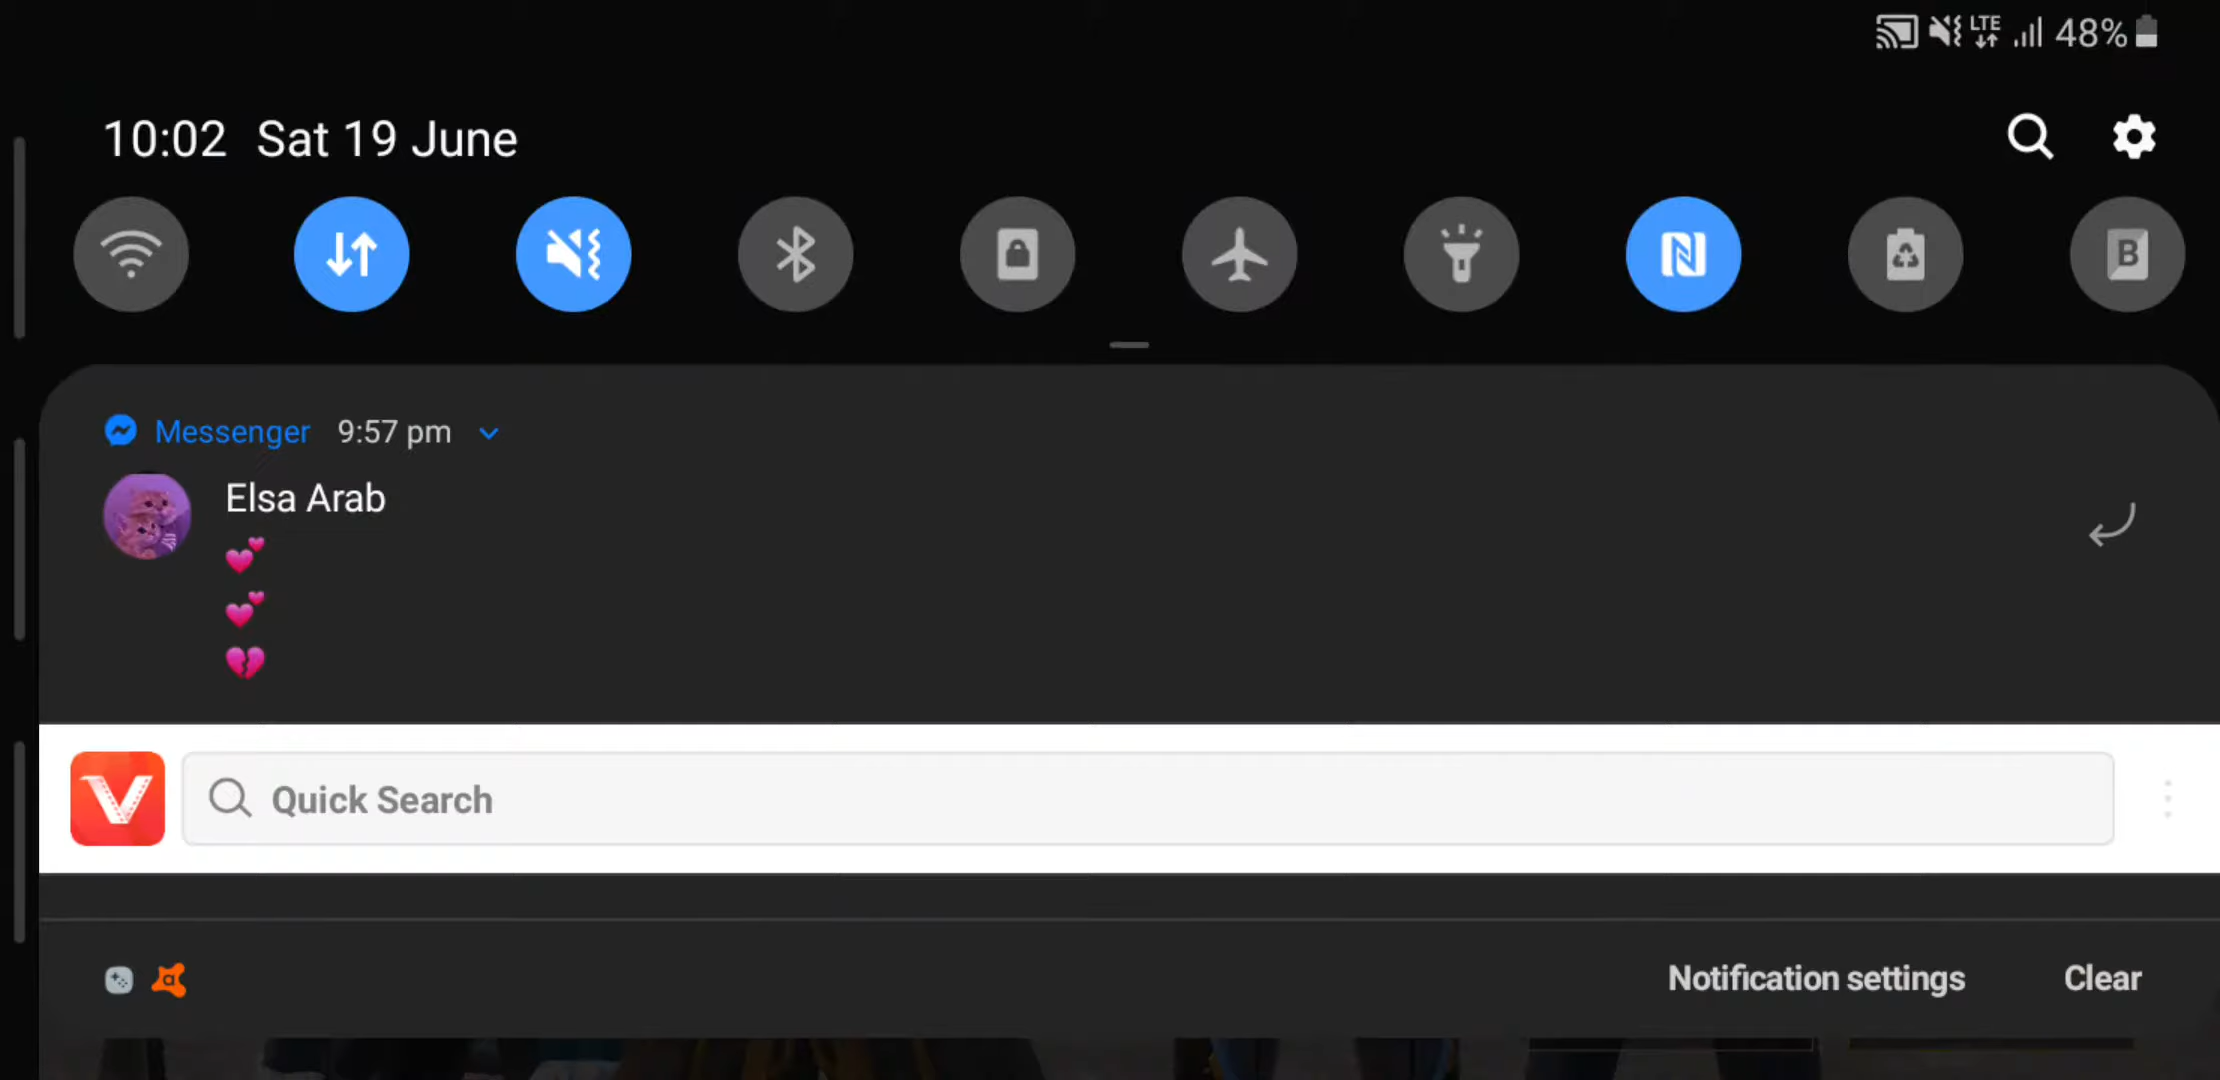 LTE 48%
10:02 Sat 19 June
Messenger 9:57 pm
Elsa Arab
💕
💕
💔
Quick Search
Notification settings Clear